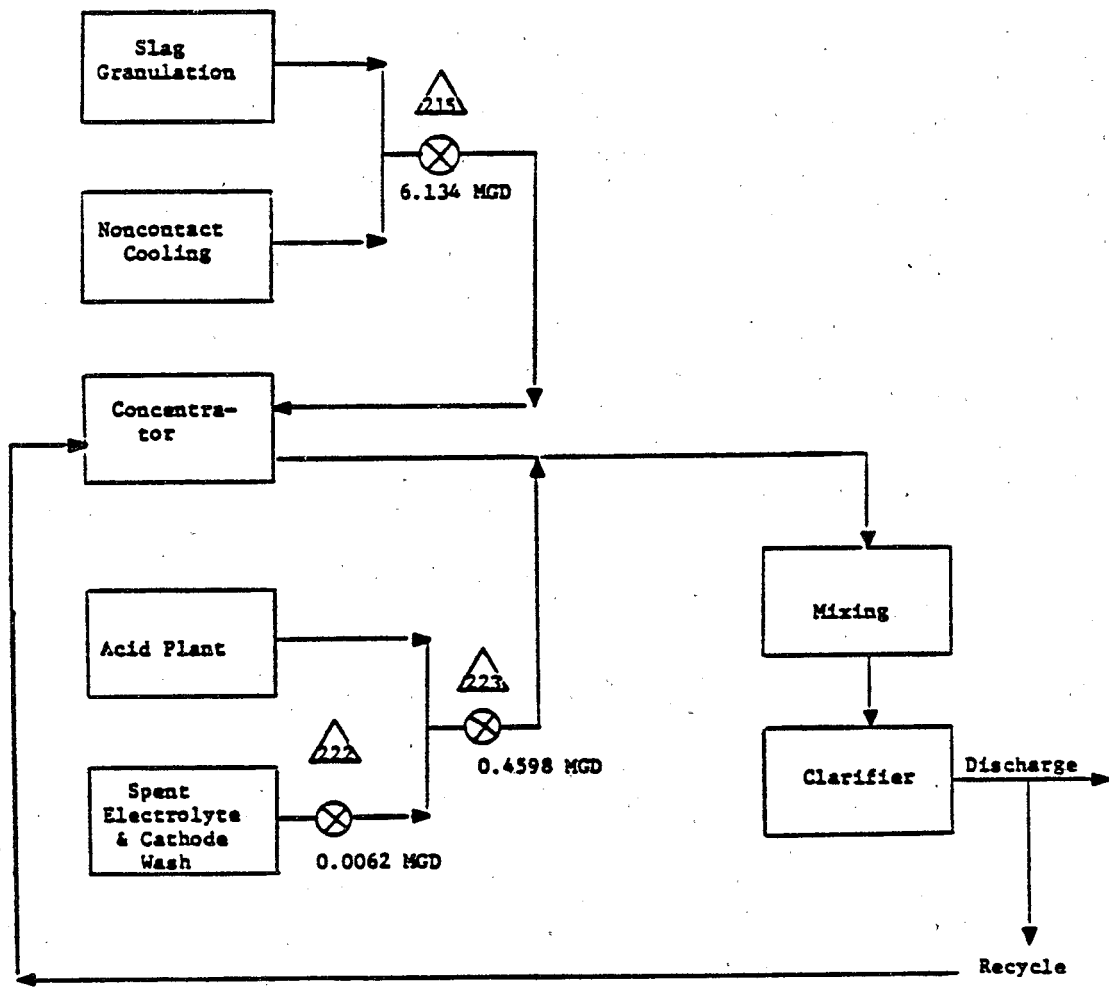 Slag
Granulation
215
6.134 MGD
Noncontact
Cooling
Concentra-
tor
Mixing
Acid Plant
223
0.4598 MGD
222
0.0062 MGD
Spent
Electrolyte
& Cathode
Wash
Clarifier
Discharge
Recycle